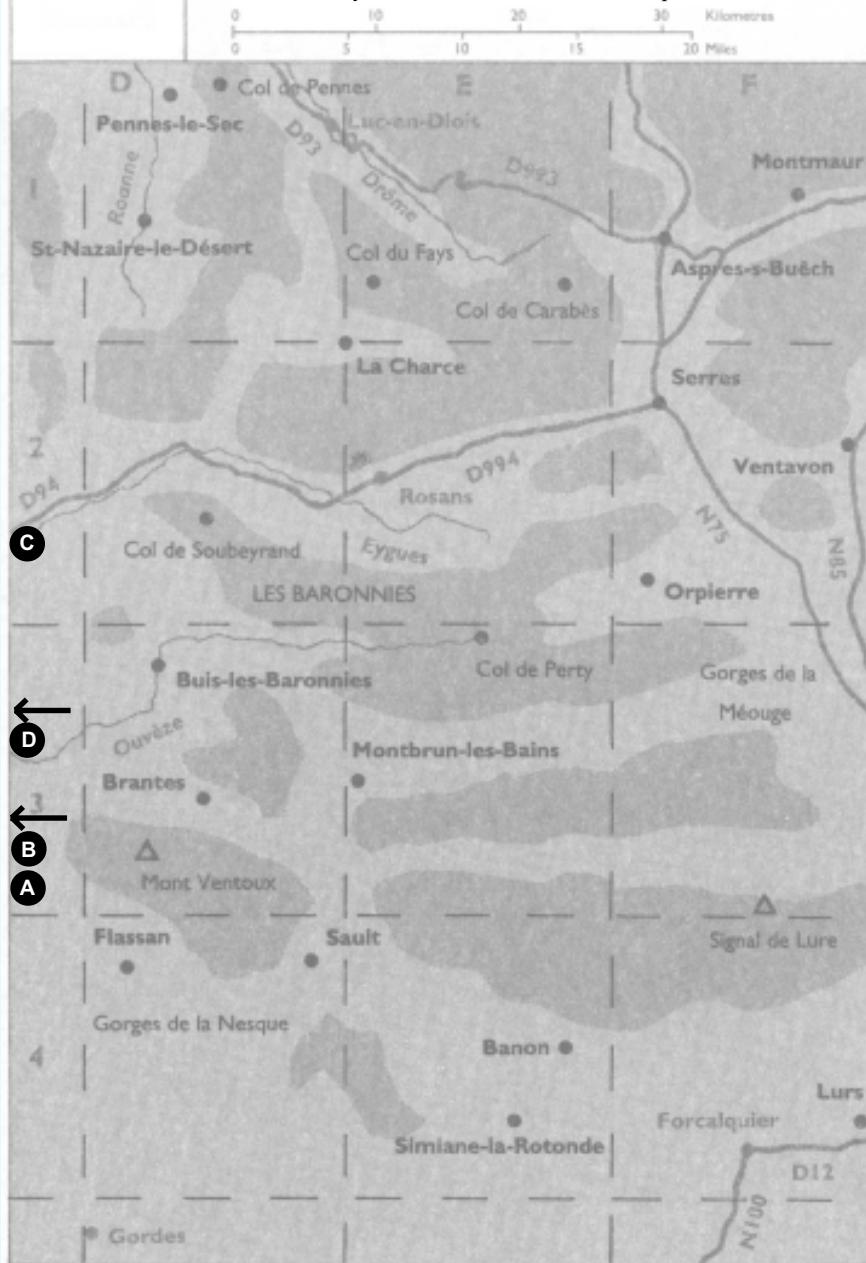 0 10 20 30 Kilometres
0 5 10 15 20 Miles
D E F
Col de Pennes
Pennes-le-Sec
D93
Luc-en-Diois
D993
Montmaur
1
Roanne
Drôme
St-Nazaire-le-Désert
Col du Fays
Aspres-s-Buëch
Col de Carabès
La Charce
Serres
2
D94
D994
Ventavon
Rosans
N75
C
Col de Soubeyrand
Eygues
N85
LES BARONNIES
Orpierre
Buis-les-Baronnies
Col de Perty
Gorges de la
Méouge
D
Ouvèze
Montbrun-les-Bains
Brantes
3
B
A
Mont Ventoux
Flassan
Sault
Signal de Lure
Gorges de la Nesque
4
Banon
Lurs
Forcalquier
Simiane-la-Rotonde
D12
N100
Gordes